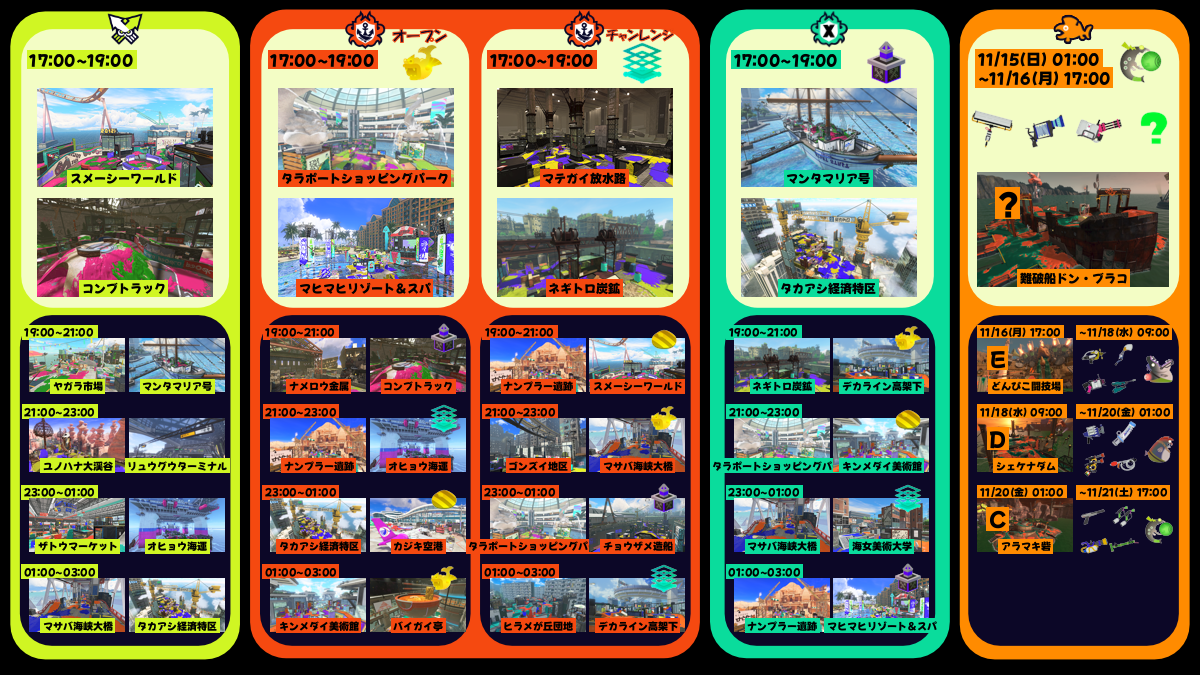 17:00~19:00
スメーシーワールド
コンブトラック
19:00~21:00
ヤガラ市場
マンタマリア号
21:00~23:00
ユノハナ大渓谷
リュウグウターミナル
23:00~01:00
ザトウマーケット
オヒョウ海運
01:00~03:00
マサバ海峡大橋
タカアシ経済特区
オープン
17:00~19:00
タラポートショッピングパーク
マヒマヒリゾート&スパ
19:00~21:00
ナメロウ金属
コンブトラック
21:00~23:00
ナンプラー遺跡
オヒョウ海運
23:00~01:00
タカアシ経済特区
カジキ空港
01:00~03:00
キンメダイ美術館
バイガイ亭
チャレンジ
17:00~19:00
マテガイ放水路
ネギトロ炭鉱
19:00~21:00
ナンプラー遺跡
スメーシーワールド
21:00~23:00
ゴンズイ地区
マサバ海峡大橋
23:00~01:00
タラポートショッピングパ
チョウザメ造船
01:00~03:00
ヒラメが丘団地
デカライン高架下
X
17:00~19:00
マンタマリア号
タカアシ経済特区
19:00~21:00
ネギトロ炭鉱
デカライン高架下
21:00~23:00
タラポートショッピングパ
キンメダイ美術館
23:00~01:00
マサバ海峡大橋
海女美術大学
01:00~03:00
ナンプラー遺跡
マヒマヒリゾート&スパ
11/15(日) 01:00
~11/16(月) 17:00
?
?
難破船ドン・ブラコ
11/16(月) 17:00
~11/18(水) 09:00
E
どんぴこ闘技場
11/18(水) 09:00
~11/20(金) 01:00
D
シェケナダム
11/20(金) 01:00
~11/21(土) 17:00
C
アラマキ砦